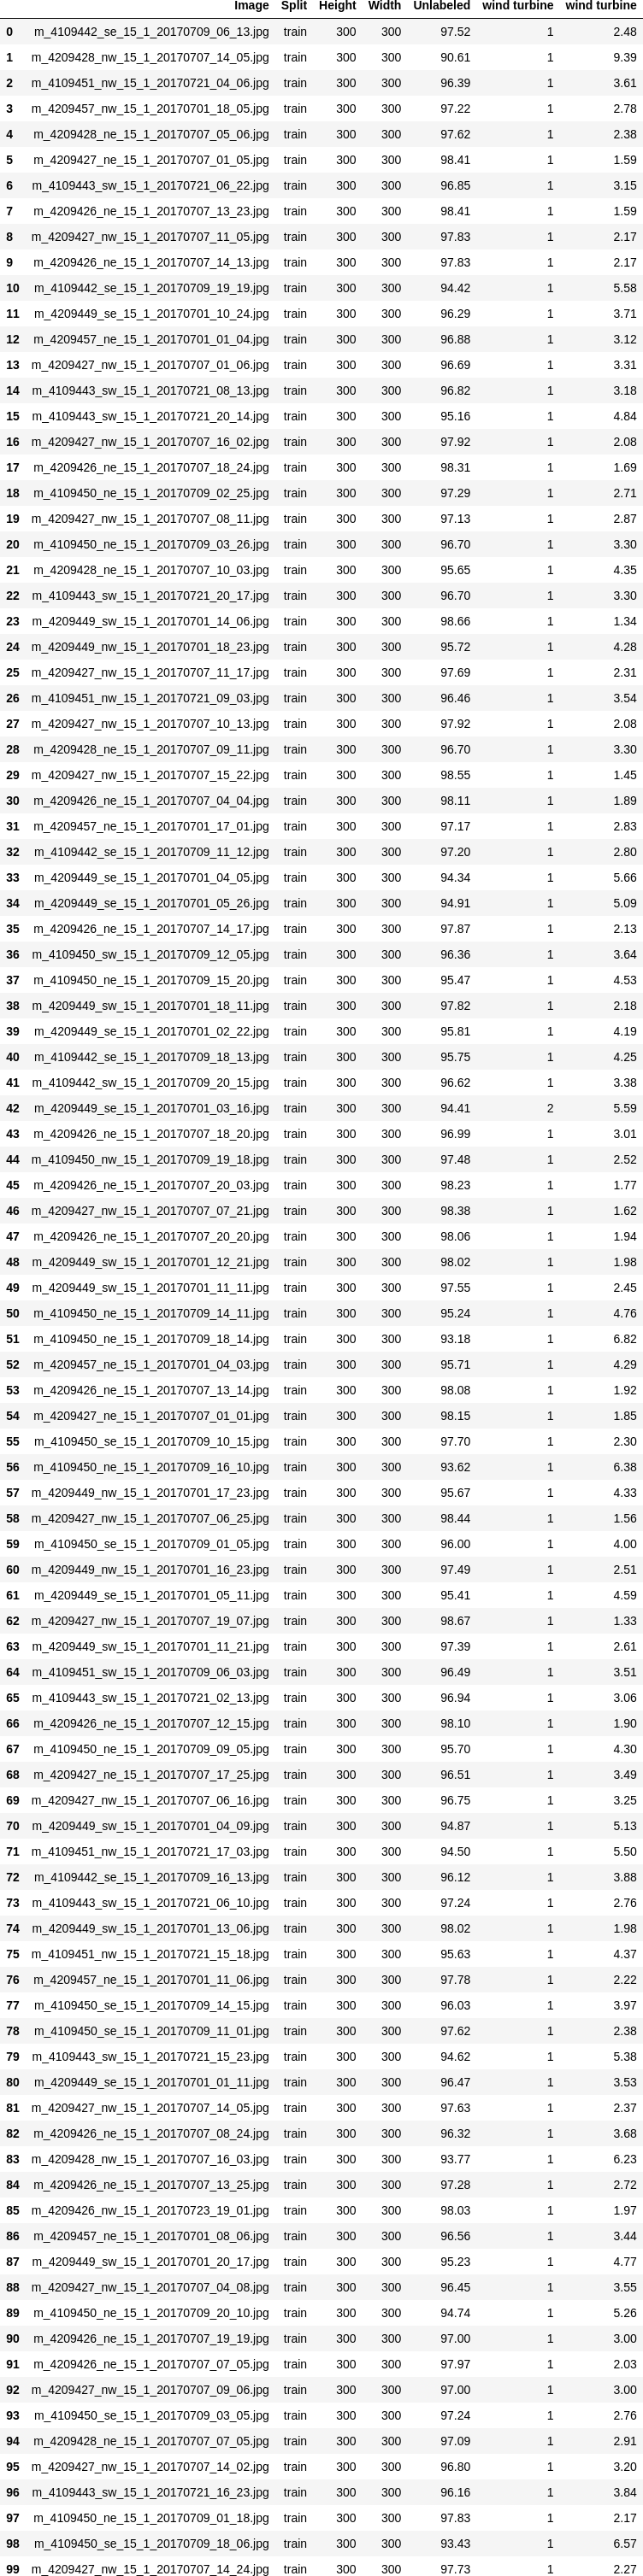 Image Split Height Width Unlabeled wind turbine wind turbine
0 m_4109442_se_15_1_20170709_06_13.jpg train 300 300 97.52 1 2.48
1 m_4209428_nw_15_1_20170707_14_05.jpg train 300 300 90.61 1 9.39
2 m_4109451_nw_15_1_20170721_04_06.jpg train 300 300 96.39 1 3.61
3 m_4209457_nw_15_1_20170701_18_05.jpg train 300 300 97.22 1 2.78
4 m_4209428_ne_15_1_20170707_05_06.jpg train 300 300 97.62 1 2.38
5 m_4209427_ne_15_1_20170707_01_05.jpg train 300 300 98.41 1 1.59
6 m_4109443_sw_15_1_20170721_06_22.jpg train 300 300 96.85 1 3.15
7 m_4209426_ne_15_1_20170707_13_23.jpg train 300 300 98.41 1 1.59
8 m_4209427_nw_15_1_20170707_11_05.jpg train 300 300 97.83 1 2.17
9 m_4209426_ne_15_1_20170707_14_13.jpg train 300 300 97.83 1 2.17
10 m_4109442_se_15_1_20170709_19_19.jpg train 300 300 94.42 1 5.58
11 m_4209449_se_15_1_20170701_10_24.jpg train 300 300 96.29 1 3.71
12 m_4209457_ne_15_1_20170701_01_04.jpg train 300 300 96.88 1 3.12
13 m_4209427_nw_15_1_20170707_01_06.jpg train 300 300 96.69 1 3.31
14 m_4109443_sw_15_1_20170721_08_13.jpg train 300 300 96.82 1 3.18
15 m_4109443_sw_15_1_20170721_20_14.jpg train 300 300 95.16 1 4.84
16 m_4209427_nw_15_1_20170707_16_02.jpg train 300 300 97.92 1 2.08
17 m_4209426_ne_15_1_20170707_18_24.jpg train 300 300 98.31 1 1.69
18 m_4109450_ne_15_1_20170709_02_25.jpg train 300 300 97.29 1 2.71
19 m_4209427_nw_15_1_20170707_08_11.jpg train 300 300 97.13 1 2.87
20 m_4109450_ne_15_1_20170709_03_26.jpg train 300 300 96.70 1 3.30
21 m_4209428_ne_15_1_20170707_10_03.jpg train 300 300 95.65 1 4.35
22 m_4109443_sw_15_1_20170721_20_17.jpg train 300 300 96.70 1 3.30
23 m_4209449_sw_15_1_20170701_14_06.jpg train 300 300 98.66 1 1.34
24 m_4209449_nw_15_1_20170701_18_23.jpg train 300 300 95.72 1 4.28
25 m_4209427_nw_15_1_20170707_11_17.jpg train 300 300 97.69 1 2.31
26 m_4109451_nw_15_1_20170721_09_03.jpg train 300 300 96.46 1 3.54
27 m_4209427_nw_15_1_20170707_10_13.jpg train 300 300 97.92 1 2.08
28 m_4209428_ne_15_1_20170707_09_11.jpg train 300 300 96.70 1 3.30
29 m_4209427_nw_15_1_20170707_15_22.jpg train 300 300 98.55 1 1.45
30 m_4209426_ne_15_1_20170707_04_04.jpg train 300 300 98.11 1 1.89
31 m_4209457_ne_15_1_20170701_17_01.jpg train 300 300 97.17 1 2.83
32 m_4109442_se_15_1_20170709_11_12.jpg train 300 300 97.20 1 2.80
33 m_4209449_se_15_1_20170701_04_05.jpg train 300 300 94.34 1 5.66
34 m_4209449_se_15_1_20170701_05_26.jpg train 300 300 94.91 1 5.09
35 m_4209426_ne_15_1_20170707_14_17.jpg train 300 300 97.87 1 2.13
36 m_4109450_sw_15_1_20170709_12_05.jpg train 300 300 96.36 1 3.64
37 m_4109450_ne_15_1_20170709_15_20.jpg train 300 300 95.47 1 4.53
38 m_4209449_sw_15_1_20170701_18_11.jpg train 300 300 97.82 1 2.18
39 m_4209449_se_15_1_20170701_02_22.jpg train 300 300 95.81 1 4.19
40 m_4109442_se_15_1_20170709_18_13.jpg train 300 300 95.75 1 4.25
41 m_4109442_sw_15_1_20170709_20_15.jpg train 300 300 96.62 1 3.38
42 m_4209449_se_15_1_20170701_03_16.jpg train 300 300 94.41 2 5.59
43 m_4209426_ne_15_1_20170707_18_20.jpg train 300 300 96.99 1 3.01
44 m_4109450_nw_15_1_20170709_19_18.jpg train 300 300 97.48 1 2.52
45 m_4209426_ne_15_1_20170707_20_03.jpg train 300 300 98.23 1 1.77
46 m_4209427_nw_15_1_20170707_07_21.jpg train 300 300 98.38 1 1.62
47 m_4209426_ne_15_1_20170707_20_20.jpg train 300 300 98.06 1 1.94
48 m_4209449_sw_15_1_20170701_12_21.jpg train 300 300 98.02 1 1.98
49 m_4209449_sw_15_1_20170701_11_11.jpg train 300 300 97.55 1 2.45
50 m_4109450_ne_15_1_20170709_14_11.jpg train 300 300 95.24 1 4.76
51 m_4109450_ne_15_1_20170709_18_14.jpg train 300 300 93.18 1 6.82
52 m_4209457_ne_15_1_20170701_04_03.jpg train 300 300 95.71 1 4.29
53 m_4209426_ne_15_1_20170707_13_14.jpg train 300 300 98.08 1 1.92
54 m_4209427_ne_15_1_20170707_01_01.jpg train 300 300 98.15 1 1.85
55 m_4109450_se_15_1_20170709_10_15.jpg train 300 300 97.70 1 2.30
56 m_4109450_ne_15_1_20170709_16_10.jpg train 300 300 93.62 1 6.38
57 m_4209449_nw_15_1_20170701_17_23.jpg train 300 300 95.67 1 4.33
58 m_4209427_nw_15_1_20170707_06_25.jpg train 300 300 98.44 1 1.56
59 m_4109450_se_15_1_20170709_01_05.jpg train 300 300 96.00 1 4.00
60 m_4209449_nw_15_1_20170701_16_23.jpg train 300 300 97.49 1 2.51
61 m_4209449_se_15_1_20170701_05_11.jpg train 300 300 95.41 1 4.59
62 m_4209427_nw_15_1_20170707_19_07.jpg train 300 300 98.67 1 1.33
63 m_4209449_sw_15_1_20170701_11_21.jpg train 300 300 97.39 1 2.61
64 m_4109451_sw_15_1_20170709_06_03.jpg train 300 300 96.49 1 3.51
65 m_4109443_sw_15_1_20170721_02_13.jpg train 300 300 96.94 1 3.06
66 m_4209426_ne_15_1_20170707_12_15.jpg train 300 300 98.10 1 1.90
67 m_4109450_ne_15_1_20170709_09_05.jpg train 300 300 95.70 1 4.30
68 m_4209427_ne_15_1_20170707_17_25.jpg train 300 300 96.51 1 3.49
69 m_4209427_nw_15_1_20170707_06_16.jpg train 300 300 96.75 1 3.25
70 m_4209449_sw_15_1_20170701_04_09.jpg train 300 300 94.87 1 5.13
71 m_4109451_nw_15_1_20170721_17_03.jpg train 300 300 94.50 1 5.50
72 m_4109442_se_15_1_20170709_16_13.jpg train 300 300 96.12 1 3.88
73 m_4109443_sw_15_1_20170721_06_10.jpg train 300 300 97.24 1 2.76
74 m_4209449_sw_15_1_20170701_13_06.jpg train 300 300 98.02 1 1.98
75 m_4109451_nw_15_1_20170721_15_18.jpg train 300 300 95.63 1 4.37
76 m_4209457_ne_15_1_20170701_11_06.jpg train 300 300 97.78 1 2.22
77 m_4109450_se_15_1_20170709_14_15.jpg train 300 300 96.03 1 3.97
78 m_4109450_se_15_1_20170709_11_01.jpg train 300 300 97.62 1 2.38
79 m_4109443_sw_15_1_20170721_15_23.jpg train 300 300 94.62 1 5.38
80 m_4209449_se_15_1_20170701_01_11.jpg train 300 300 96.47 1 3.53
81 m_4209427_nw_15_1_20170707_14_05.jpg train 300 300 97.63 1 2.37
82 m_4209426_ne_15_1_20170707_08_24.jpg train 300 300 96.32 1 3.68
83 m_4209428_nw_15_1_20170707_16_03.jpg train 300 300 93.77 1 6.23
84 m_4209426_ne_15_1_20170707_13_25.jpg train 300 300 97.28 1 2.72
85 m_4209426_nw_15_1_20170723_19_01.jpg train 300 300 98.03 1 1.97
86 m_4209457_ne_15_1_20170701_08_06.jpg train 300 300 96.56 1 3.44
87 m_4209449_sw_15_1_20170701_20_17.jpg train 300 300 95.23 1 4.77
88 m_4209427_nw_15_1_20170707_04_08.jpg train 300 300 96.45 1 3.55
89 m_4109450_ne_15_1_20170709_20_10.jpg train 300 300 94.74 1 5.26
90 m_4209426_ne_15_1_20170707_19_19.jpg train 300 300 97.00 1 3.00
91 m_4209426_ne_15_1_20170707_07_05.jpg train 300 300 97.97 1 2.03
92 m_4209427_nw_15_1_20170707_09_06.jpg train 300 300 97.00 1 3.00
93 m_4109450_se_15_1_20170709_03_05.jpg train 300 300 97.24 1 2.76
94 m_4209428_ne_15_1_20170707_07_05.jpg train 300 300 97.09 1 2.91
95 m_4209427_nw_15_1_20170707_14_02.jpg train 300 300 96.80 1 3.20
96 m_4109443_sw_15_1_20170721_16_23.jpg train 300 300 96.16 1 3.84
97 m_4109450_ne_15_1_20170709_01_18.jpg train 300 300 97.83 1 2.17
98 m_4109450_se_15_1_20170709_18_06.jpg train 300 300 93.43 1 6.57
99 m_4209427_nw_15_1_20170707_14_24.jpg train 300 300 97.73 1 2.27